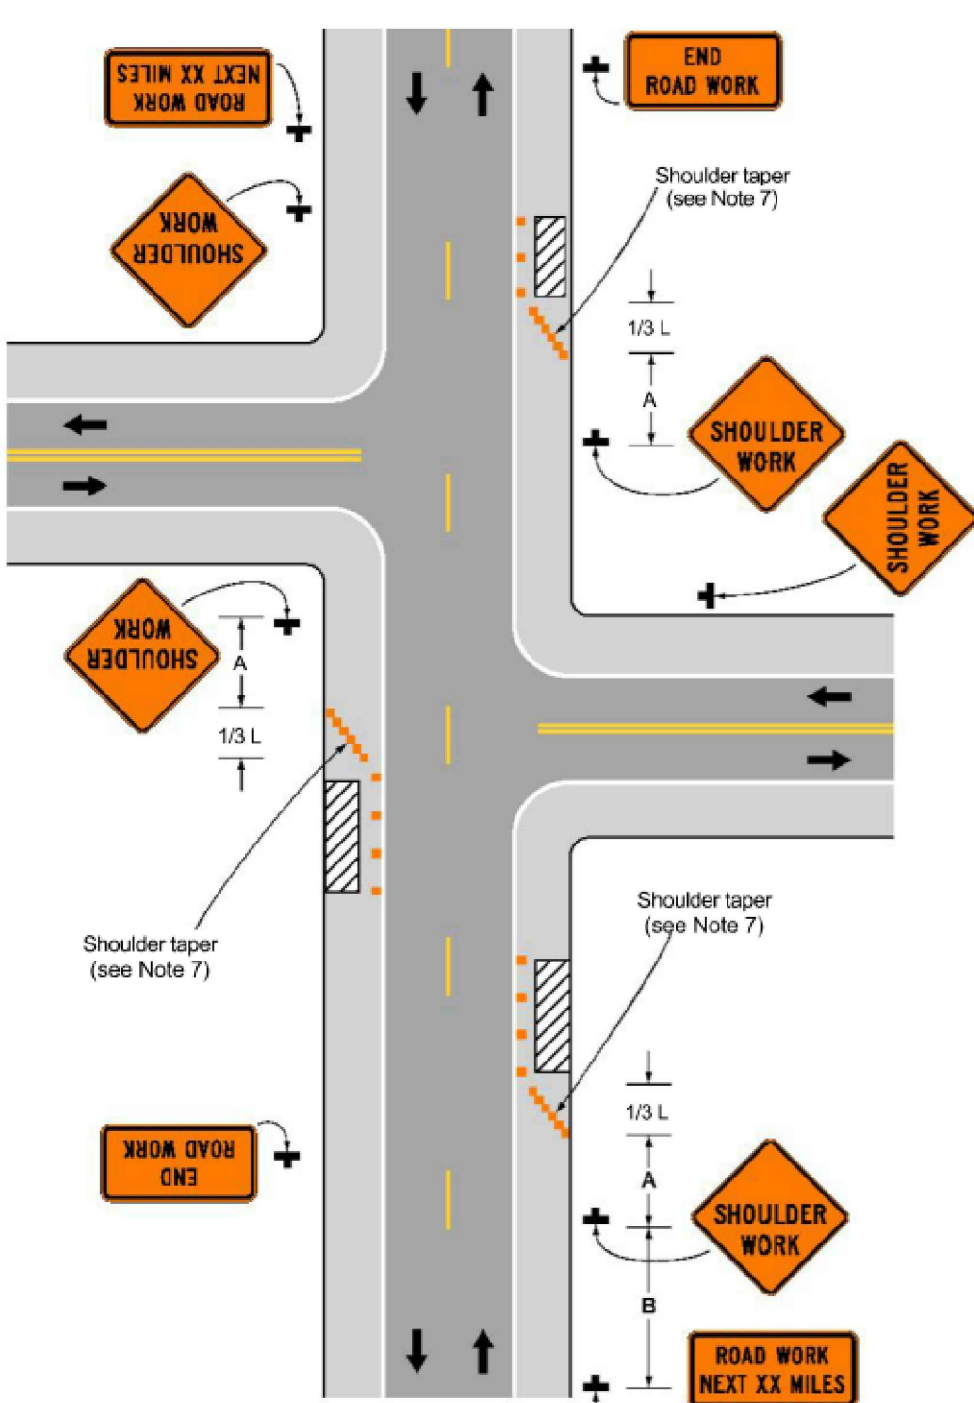 ROAD WORK
NEXT XX MILES
END
ROAD WORK
SHOULDER
WORK
Shoulder taper
(see Note 7)
1/3 L
A
SHOULDER
WORK
SHOULDER
WORK
SHOULDER
WORK
A
1/3 L
Shoulder taper
(see Note 7)
Shoulder taper
(see Note 7)
1/3 L
END
ROAD WORK
A
SHOULDER
WORK
B
ROAD WORK
NEXT XX MILES